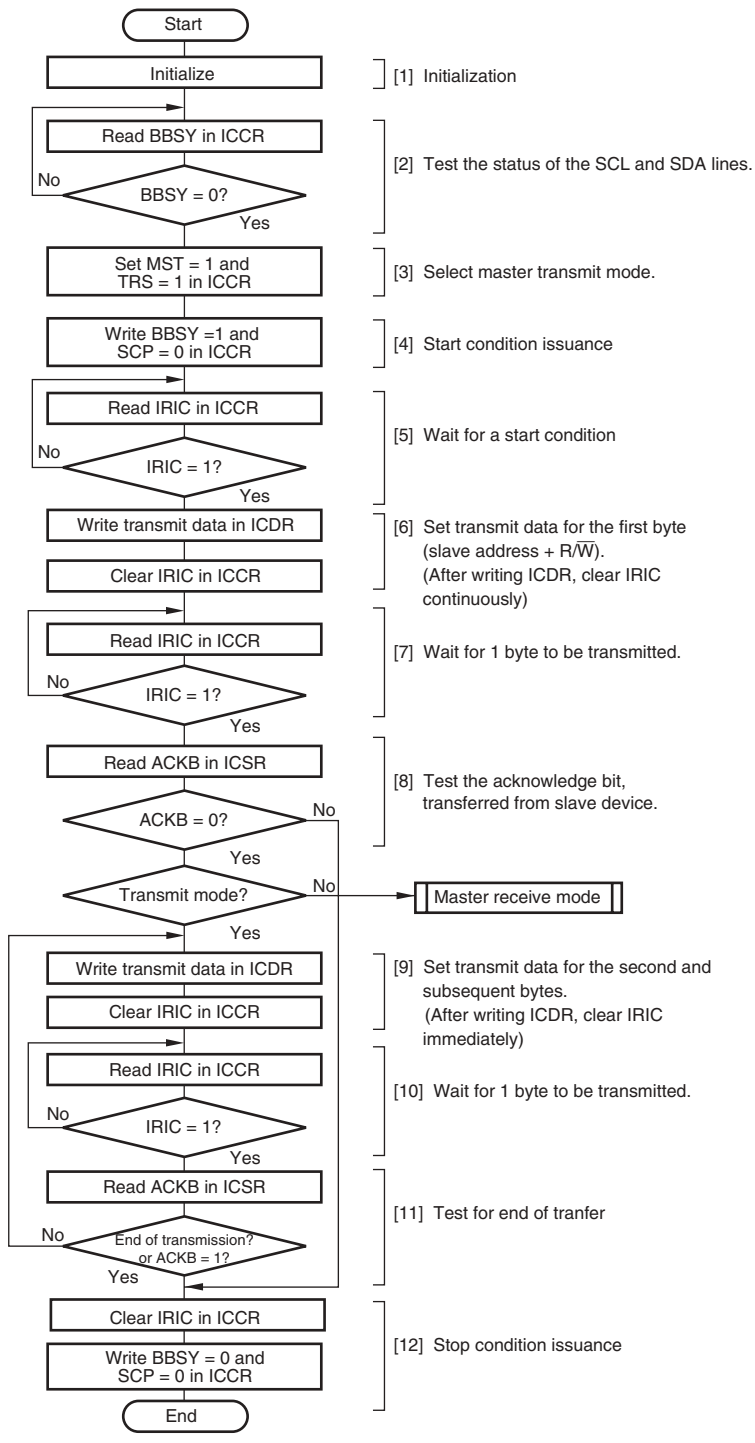 Start
Initialize
[1] Initialization
Read BBSY in ICCR
No
BBSY = 0?
Yes
[2] Test the status of the SCL and SDA lines.
Set MST = 1 and
TRS = 1 in ICCR
[3] Select master transmit mode.
Write BBSY =1 and
SCP = 0 in ICCR
[4] Start condition issuance
Read IRIC in ICCR
No
IRIC = 1?
Yes
[5] Wait for a start condition
Write transmit data in ICDR
Clear IRIC in ICCR
[6] Set transmit data for the first byte
(slave address + R/W̅).
(After writing ICDR, clear IRIC
continuously)
Read IRIC in ICCR
No
IRIC = 1?
Yes
[7] Wait for 1 byte to be transmitted.
Read ACKB in ICSR
ACKB = 0?
No
Yes
[8] Test the acknowledge bit,
transferred from slave device.
Transmit mode?
No
Yes
Master receive mode
Write transmit data in ICDR
Clear IRIC in ICCR
[9] Set transmit data for the second and
subsequent bytes.
(After writing ICDR, clear IRIC
immediately)
Read IRIC in ICCR
No
IRIC = 1?
Yes
[10] Wait for 1 byte to be transmitted.
Read ACKB in ICSR
No
End of transmission?
or ACKB = 1?
Yes
[11] Test for end of tranfer
Clear IRIC in ICCR
Write BBSY = 0 and
SCP = 0 in ICCR
[12] Stop condition issuance
End